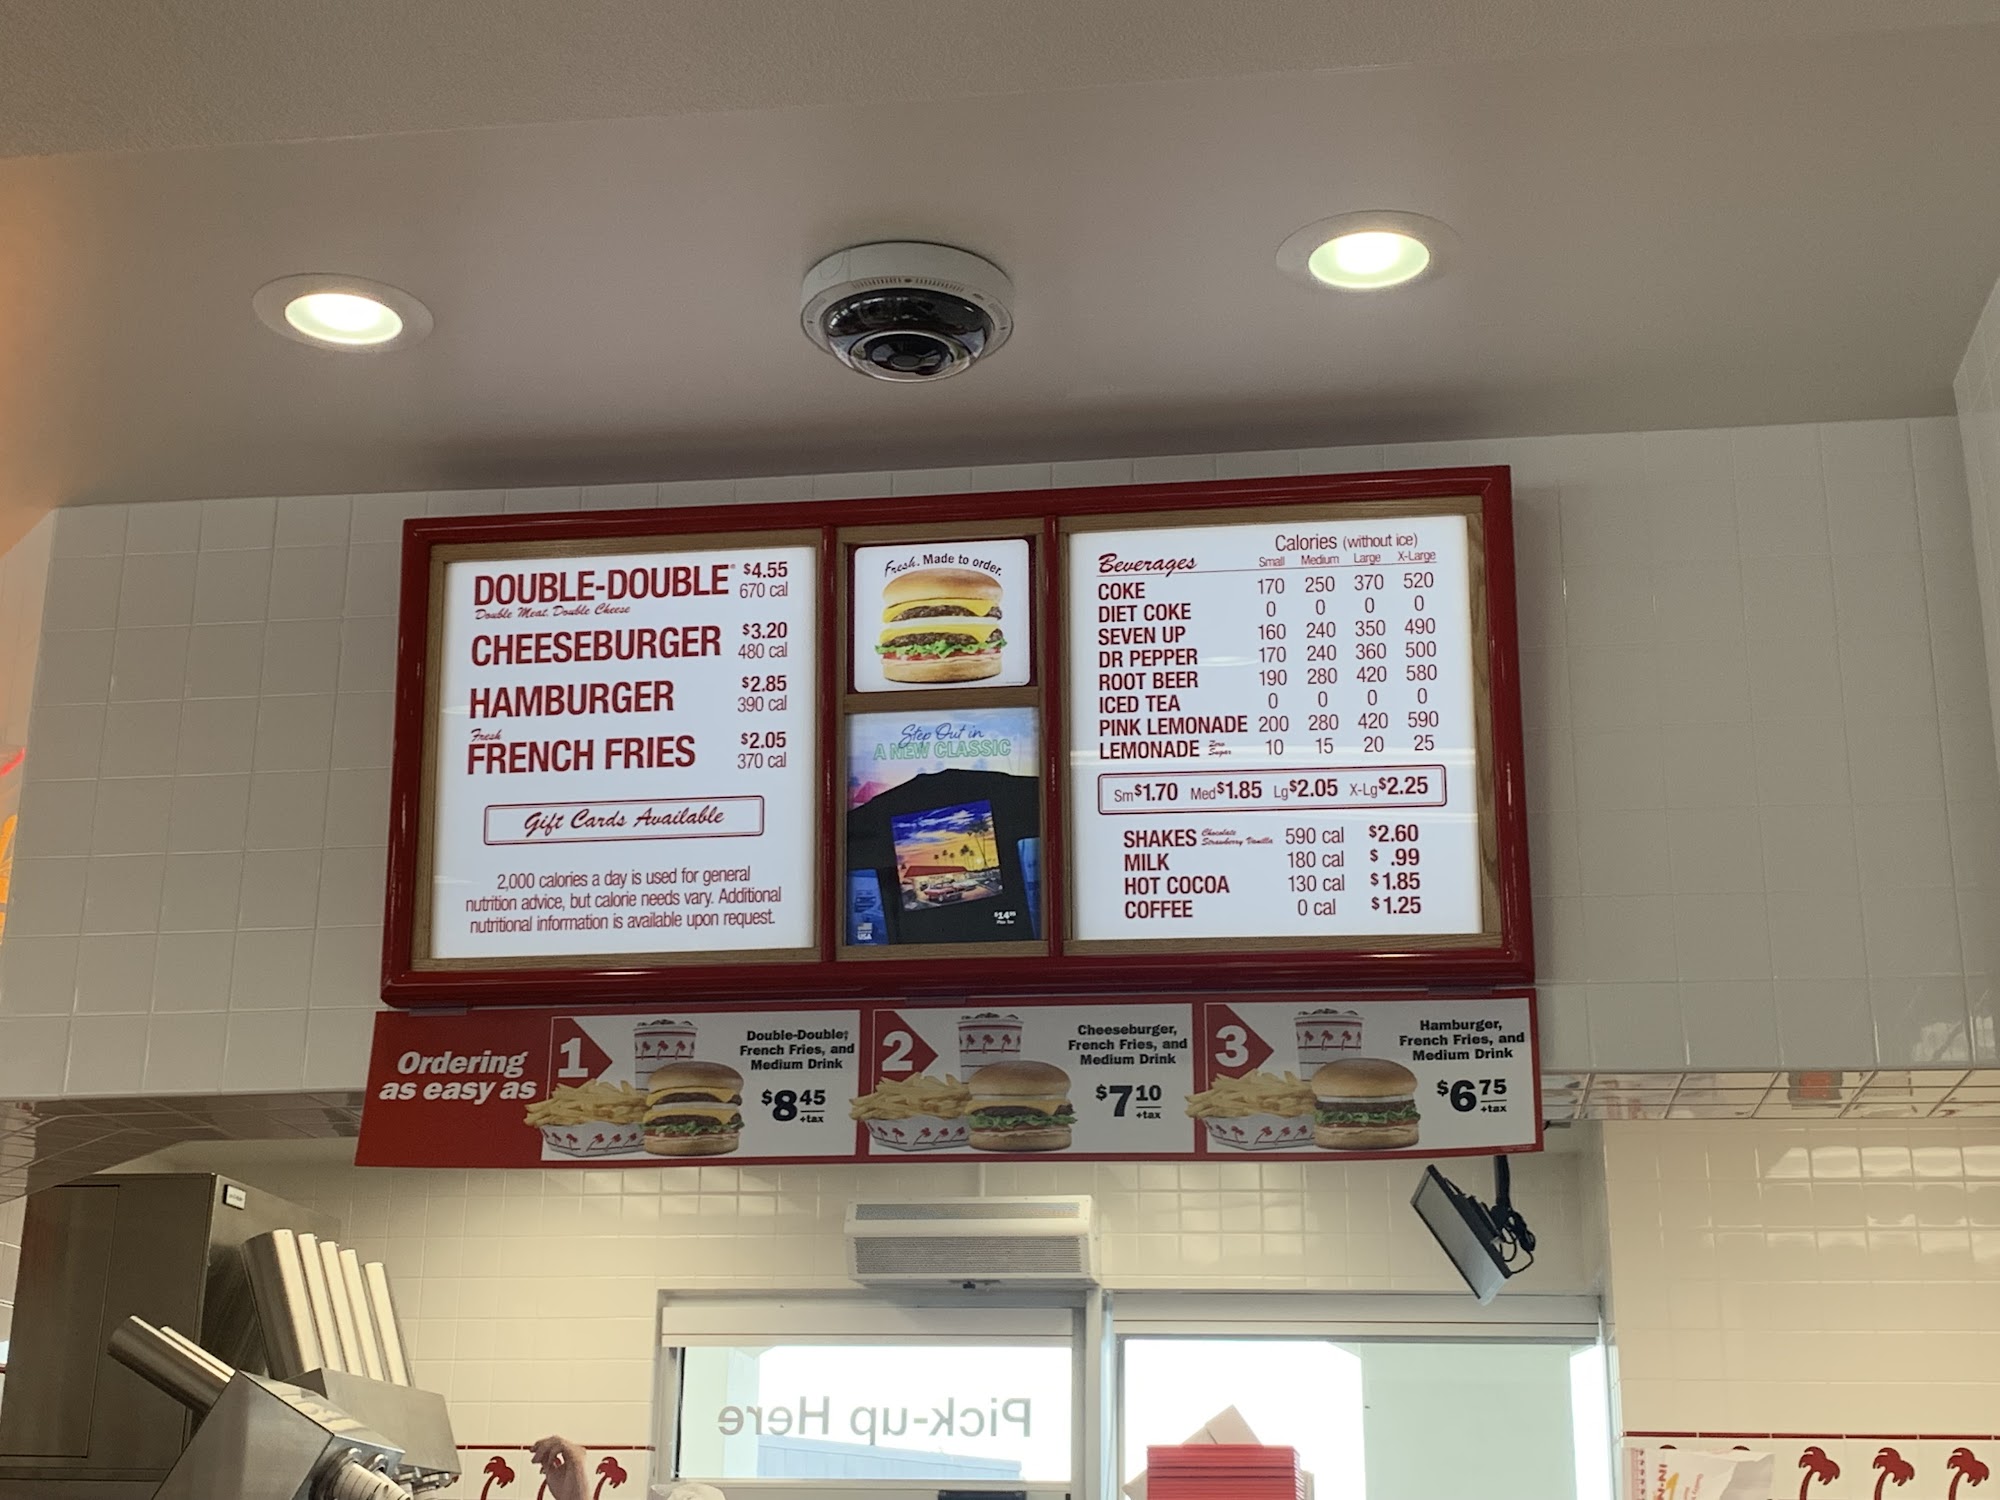 DOUBLE-DOUBLE® $4.55
Double Meat. Double Cheese 670 cal
CHEESEBURGER $3.20
480 cal
HAMBURGER $2.85
390 cal
Fresh
FRENCH FRIES $2.05
370 cal
Gift Cards Available
2,000 calories a day is used for general
nutrition advice, but calorie needs vary. Additional
nutritional information is available upon request.
Fresh. Made to order.
Step Out in
A NEW CLASSIC
USA
Beverages
Calories (without ice)
Small Medium Large X-Large
COKE 170 250 370 520
DIET COKE 0 0 0 0
SEVEN UP 160 240 350 490
DR PEPPER 170 240 360 500
ROOT BEER 190 280 420 580
ICED TEA 0 0 0 0
PINK LEMONADE 200 280 420 590
LEMONADE Zero Sugar 10 15 20 25
Sm $1.70 Med $1.85 Lg $2.05 X-Lg $2.25
SHAKES Chocolate Strawberry Vanilla 590 cal $2.60
MILK 180 cal $ .99
HOT COCOA 130 cal $1.85
COFFEE 0 cal $1.25
Ordering
as easy as
1
Double-Double,®
French Fries, and
Medium Drink
$8.45
+tax
2
Cheeseburger,
French Fries, and
Medium Drink
$7.10
+tax
3
Hamburger,
French Fries, and
Medium Drink
$6.75
+tax
Pick-up Here